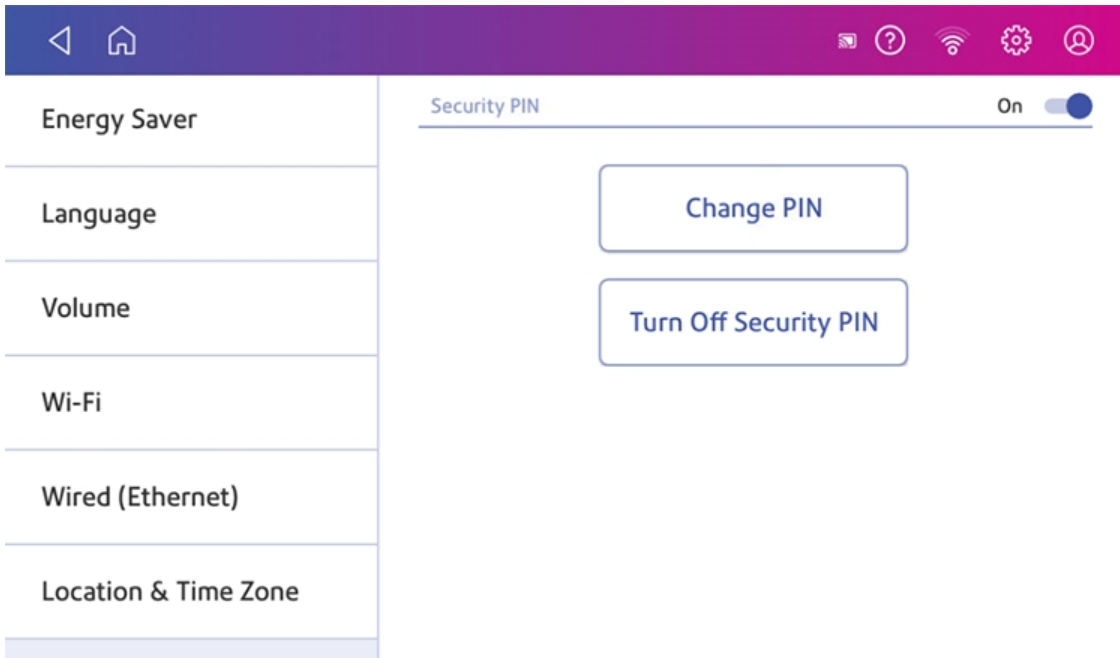 Energy Saver
Language
Volume
Wi-Fi
Wired (Ethernet)
Location & Time Zone
Security PIN On
Change PIN
Turn Off Security PIN